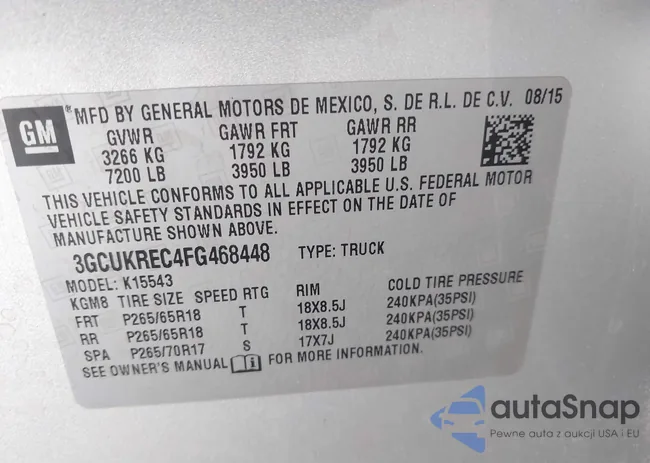 GM
® MFD BY GENERAL MOTORS DE MEXICO, S. DE R.L. DE C.V. 08/15
GVWR GAWR FRT GAWR RR
3266 KG 1792 KG 1792 KG
7200 LB 3950 LB 3950 LB
THIS VEHICLE CONFORMS TO ALL APPLICABLE U.S. FEDERAL MOTOR
VEHICLE SAFETY STANDARDS IN EFFECT ON THE DATE OF
MANUFACTURE SHOWN ABOVE.
3GCUKREC4FG468448 TYPE: TRUCK
MODEL: K15543
KGM8 TIRE SIZE SPEED RTG RIM COLD TIRE PRESSURE
FRT P265/65R18 T 18X8.5J 240KPA(35PSI)
RR P265/65R18 T 18X8.5J 240KPA(35PSI)
SPA P265/70R17 S 17X7J 240KPA(35PSI)
SEE OWNER'S MANUAL FOR MORE INFORMATION.
autaSnap
Pewne auta z aukcji USA i EU